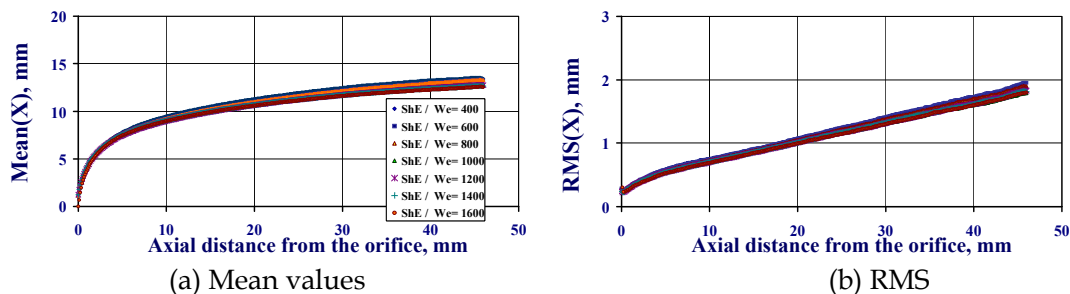 20
15
10
5
0
Mean(X), mm
0 10 20 30 40 50
Axial distance from the orifice, mm
ShE / We= 400
ShE / We= 600
ShE / We= 800
ShE / We= 1000
ShE / We= 1200
ShE / We= 1400
ShE / We= 1600
(a) Mean values
3
2
1
0
RMS(X), mm
0 10 20 30 40 50
Axial distance from the orifice, mm
(b) RMS